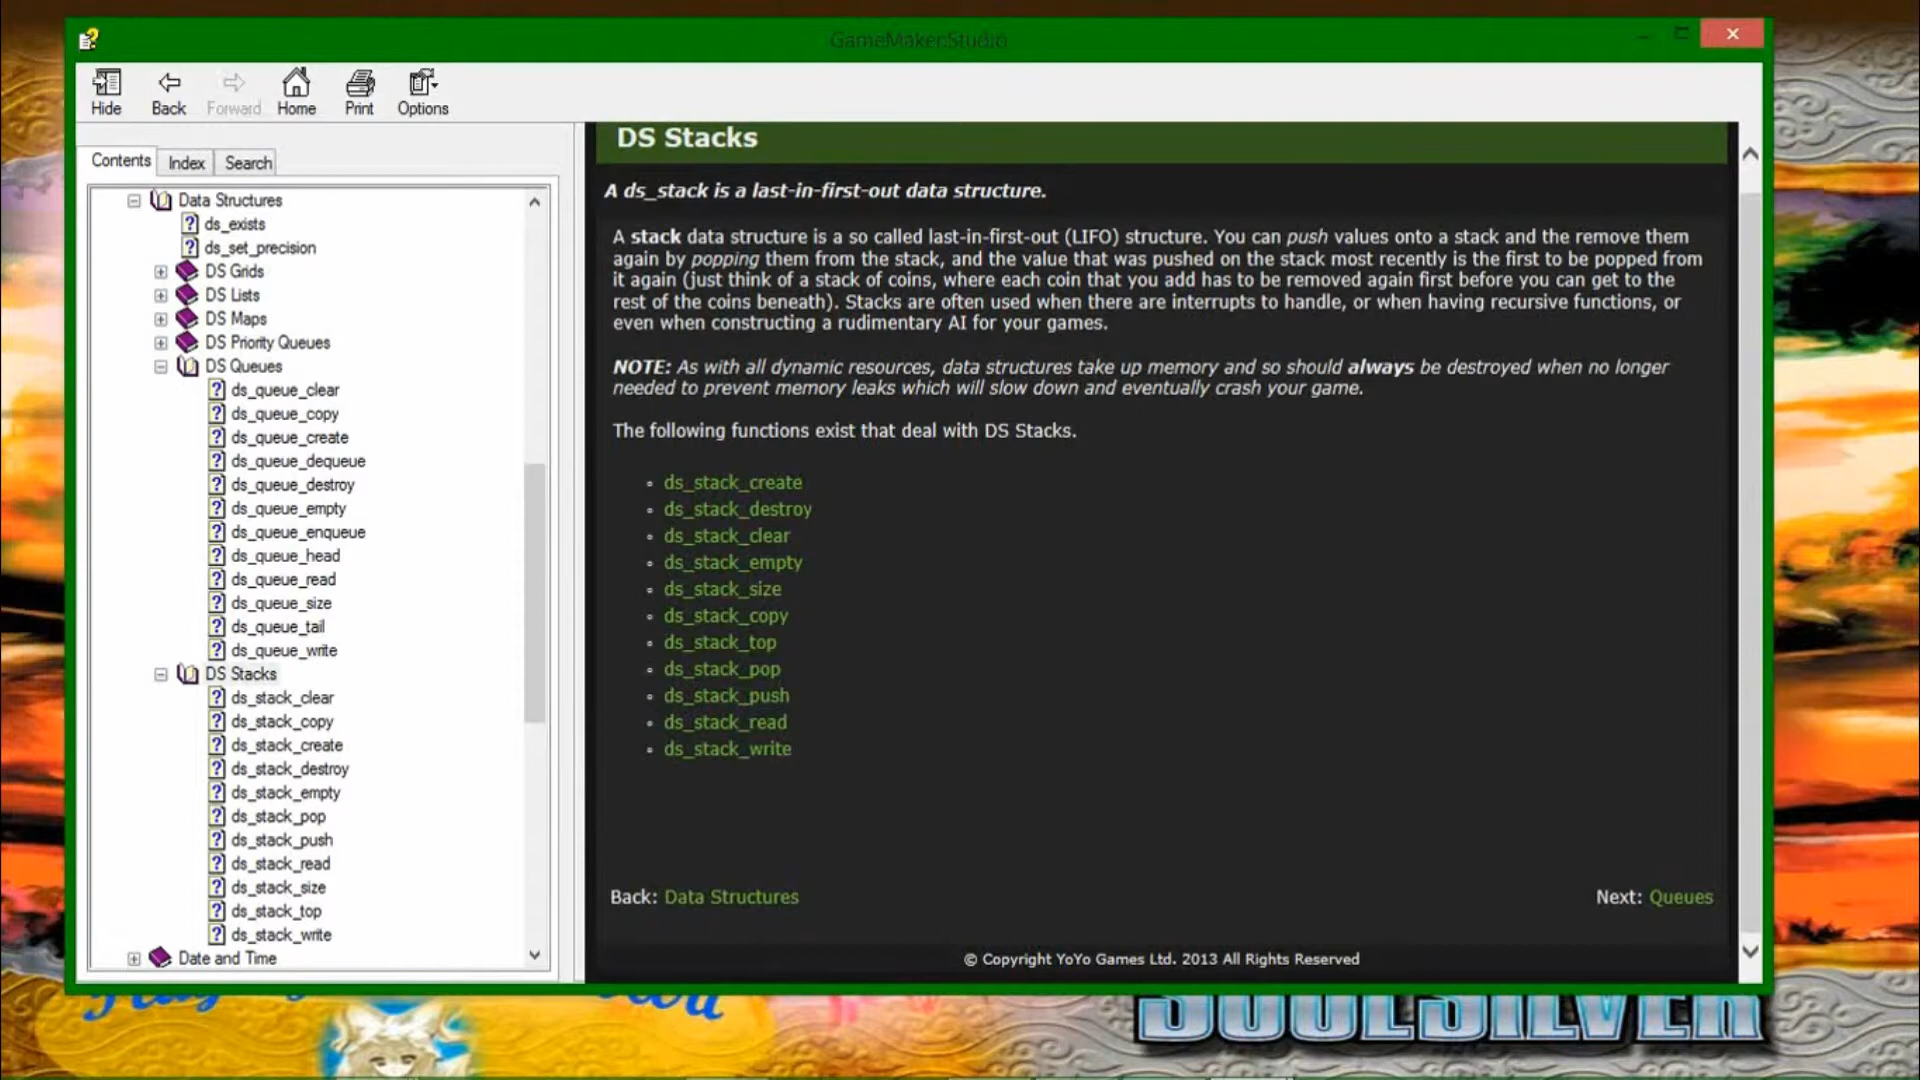 GameMakerStudio
Hide Back Forward Home Print Options
Contents Index Search
Data Structures
ds_exists
ds_set_precision
DS Grids
DS Lists
DS Maps
DS Priority Queues
DS Queues
ds_queue_clear
ds_queue_copy
ds_queue_create
ds_queue_dequeue
ds_queue_destroy
ds_queue_empty
ds_queue_enqueue
ds_queue_head
ds_queue_read
ds_queue_size
ds_queue_tail
ds_queue_write
DS Stacks
ds_stack_clear
ds_stack_copy
ds_stack_create
ds_stack_destroy
ds_stack_empty
ds_stack_pop
ds_stack_push
ds_stack_read
ds_stack_size
ds_stack_top
ds_stack_write
Date and Time
DS Stacks
A ds_stack is a last-in-first-out data structure.
A stack data structure is a so called last-in-first-out (LIFO) structure. You can push values onto a stack and the remove them
again by popping them from the stack, and the value that was pushed on the stack most recently is the first to be popped from
it again (just think of a stack of coins, where each coin that you add has to be removed again first before you can get to the
rest of the coins beneath). Stacks are often used when there are interrupts to handle, or when having recursive functions, or
even when constructing a rudimentary AI for your games.
NOTE: As with all dynamic resources, data structures take up memory and so should always be destroyed when no longer
needed to prevent memory leaks which will slow down and eventually crash your game.
The following functions exist that deal with DS Stacks.
ds_stack_create
ds_stack_destroy
ds_stack_clear
ds_stack_empty
ds_stack_size
ds_stack_copy
ds_stack_top
ds_stack_pop
ds_stack_push
ds_stack_read
ds_stack_write
Back: Data Structures
Next: Queues
© Copyright YoYo Games Ltd. 2013 All Rights Reserved
SOULSILVER